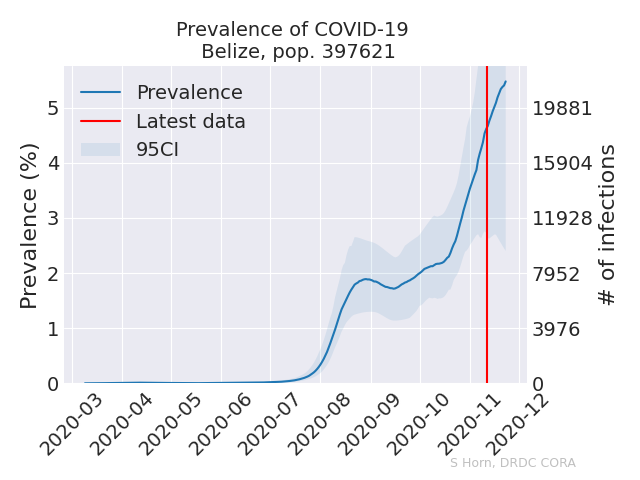 Prevalence of COVID-19
Belize, pop. 397621
Prevalence
Latest data
95CI
Prevalence (%)
5
4
3
2
1
0
19881
15904
11928
7952
3976
0
# of infections
2020-03
2020-04
2020-05
2020-06
2020-07
2020-08
2020-09
2020-10
2020-11
2020-12
S Horn, DRDC CORA